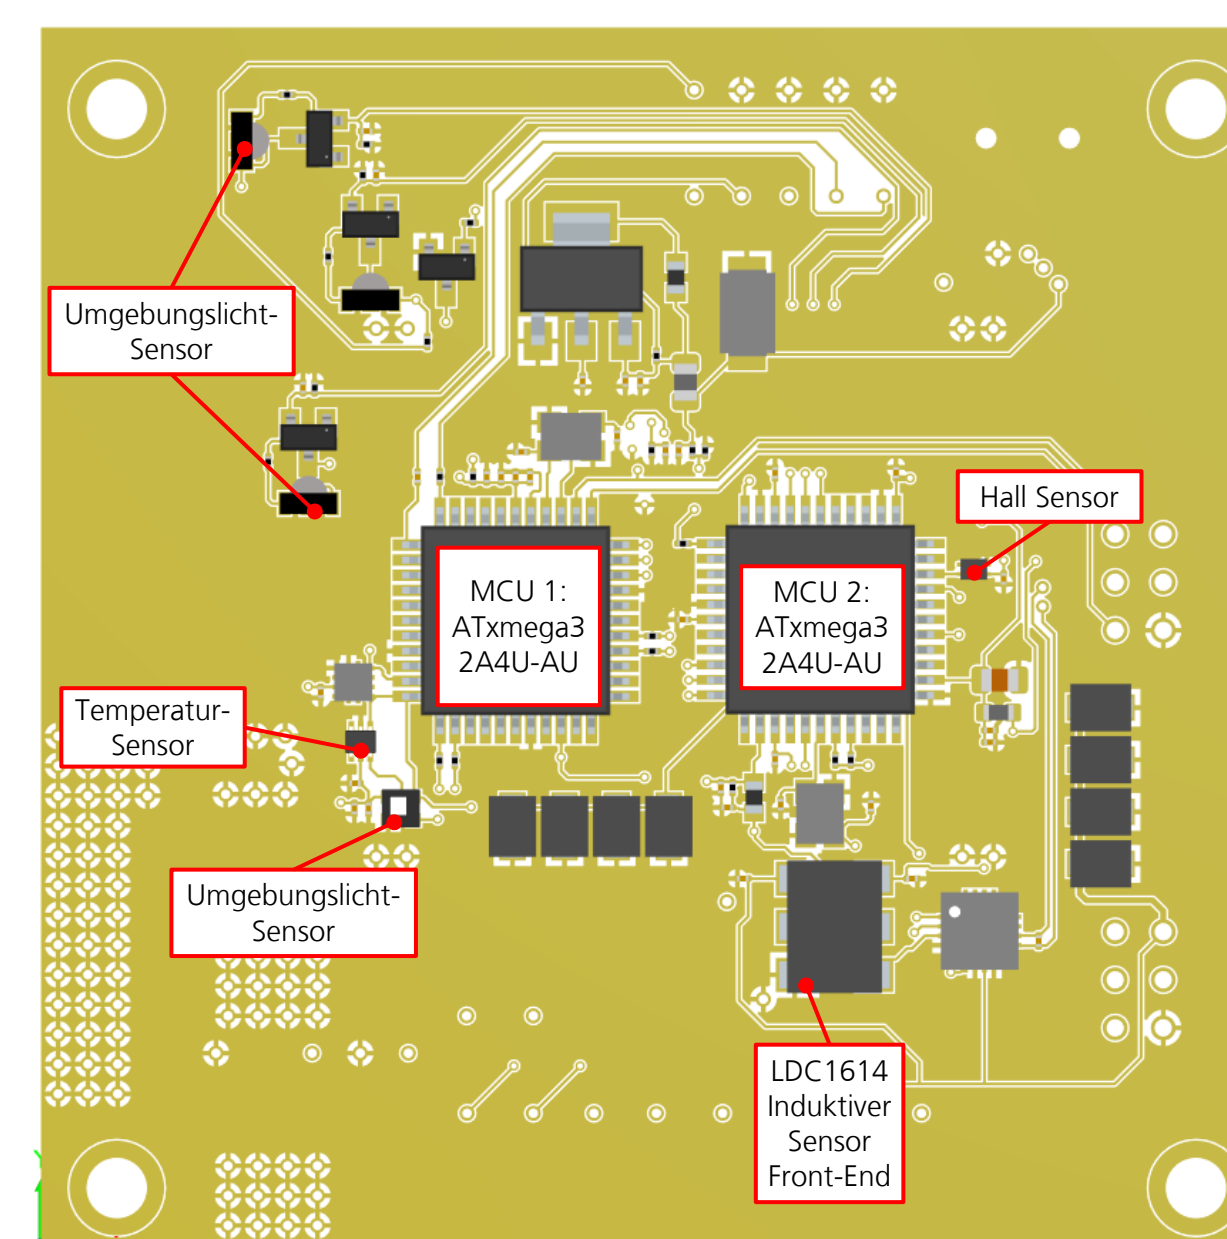 Umgebungslicht-
Sensor
Hall Sensor
MCU 1:
ATxmega3
2A4U-AU
MCU 2:
ATxmega3
2A4U-AU
Temperatur-
Sensor
Umgebungslicht-
Sensor
LDC1614
Induktiver
Sensor
Front-End